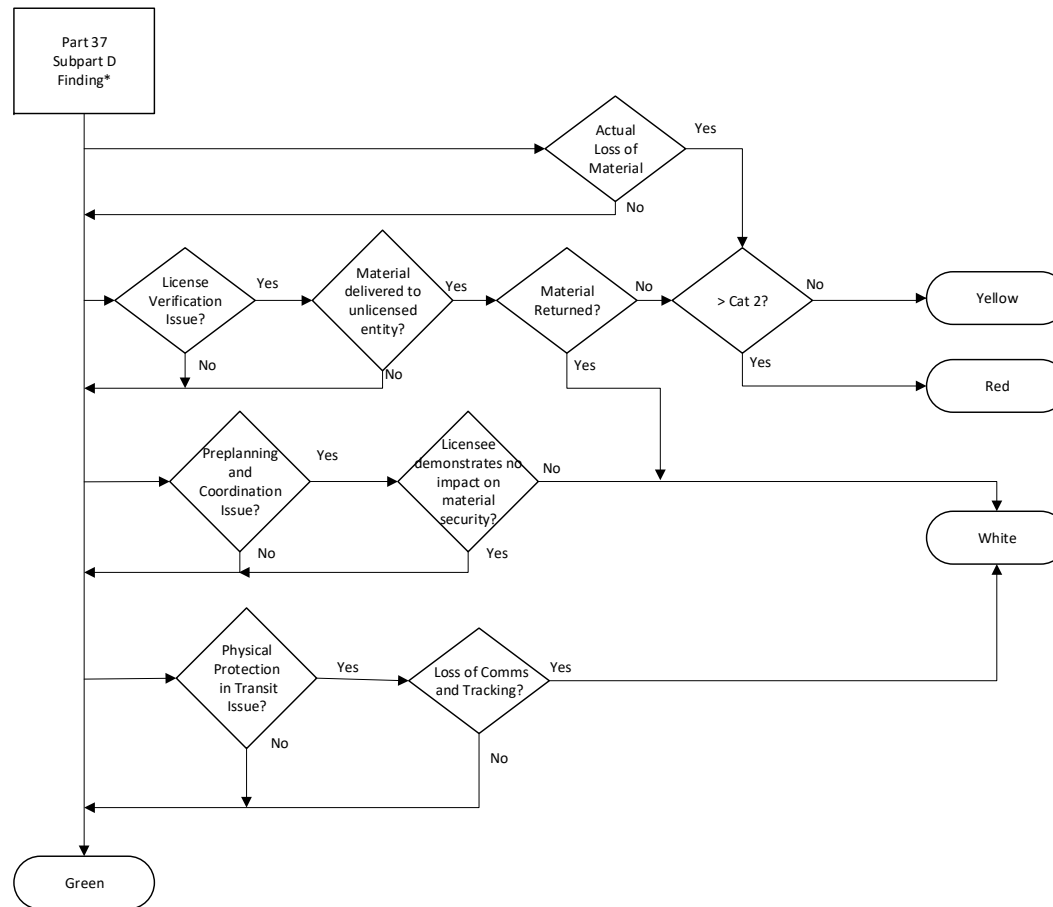 Part 37
Subpart D
Finding*
Actual
Loss of
Material
Yes
No
License
Verification
Issue?
Yes
No
Material
delivered to
unlicensed
entity?
Yes
No
Material
Returned?
No
Yes
> Cat 2?
No
Yes
Yellow
Red
Preplanning
and
Coordination
Issue?
Yes
No
Licensee
demonstrates no
impact on
material
security?
No
Yes
White
Physical
Protection
in Transit
Issue?
Yes
No
Loss of Comms
and Tracking?
Yes
No
Green